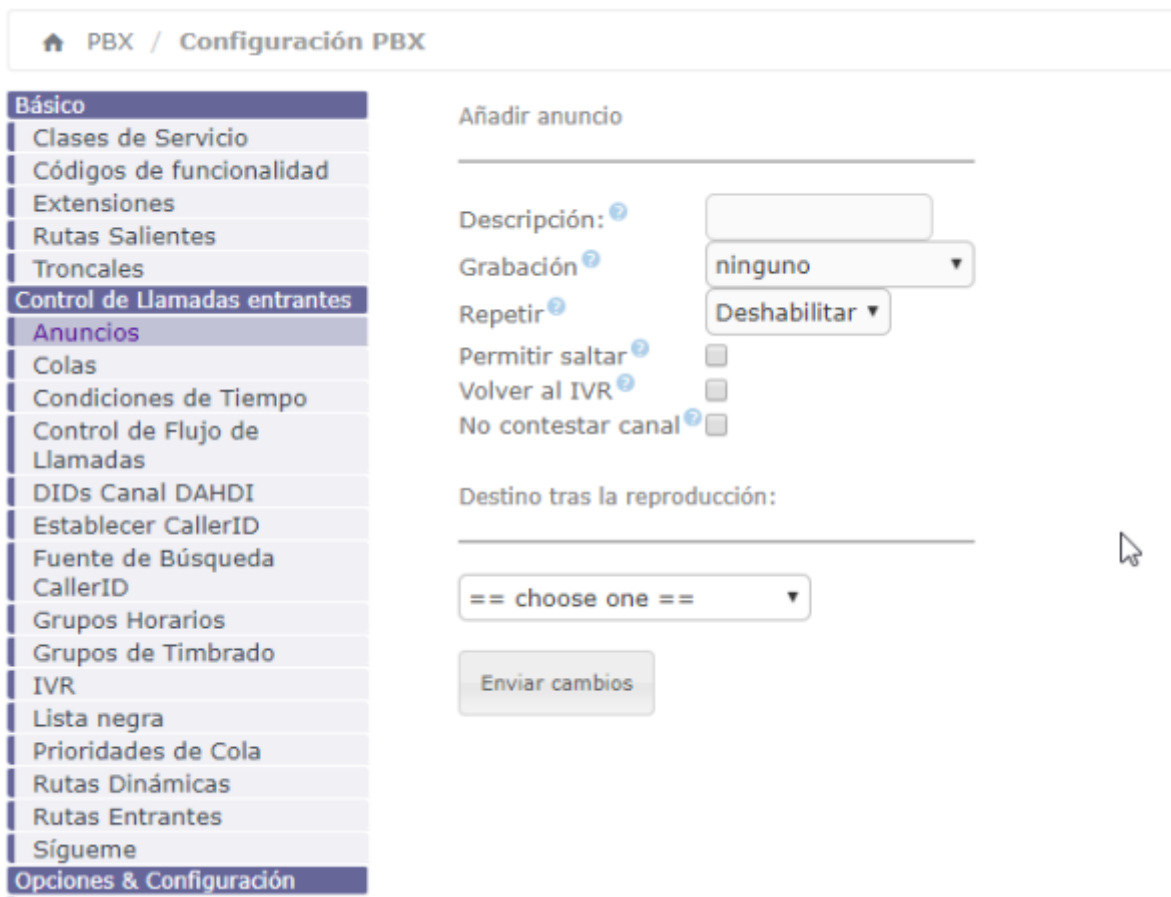 PBX / Configuración PBX
Básico
Clases de Servicio
Códigos de funcionalidad
Extensiones
Rutas Salientes
Troncales
Control de Llamadas entrantes
Anuncios
Colas
Condiciones de Tiempo
Control de Flujo de
Llamadas
DIDs Canal DAHDI
Establecer CallerID
Fuente de Búsqueda
CallerID
Grupos Horarios
Grupos de Timbrado
IVR
Lista negra
Prioridades de Cola
Rutas Dinámicas
Rutas Entrantes
Sígueme
Opciones & Configuración
Añadir anuncio
Descripción: ?
Grabación ? ninguno
Repetir ? Deshabilitar
Permitir saltar ?
Volver al IVR ?
No contestar canal ?
Destino tras la reproducción:
== choose one ==
Enviar cambios